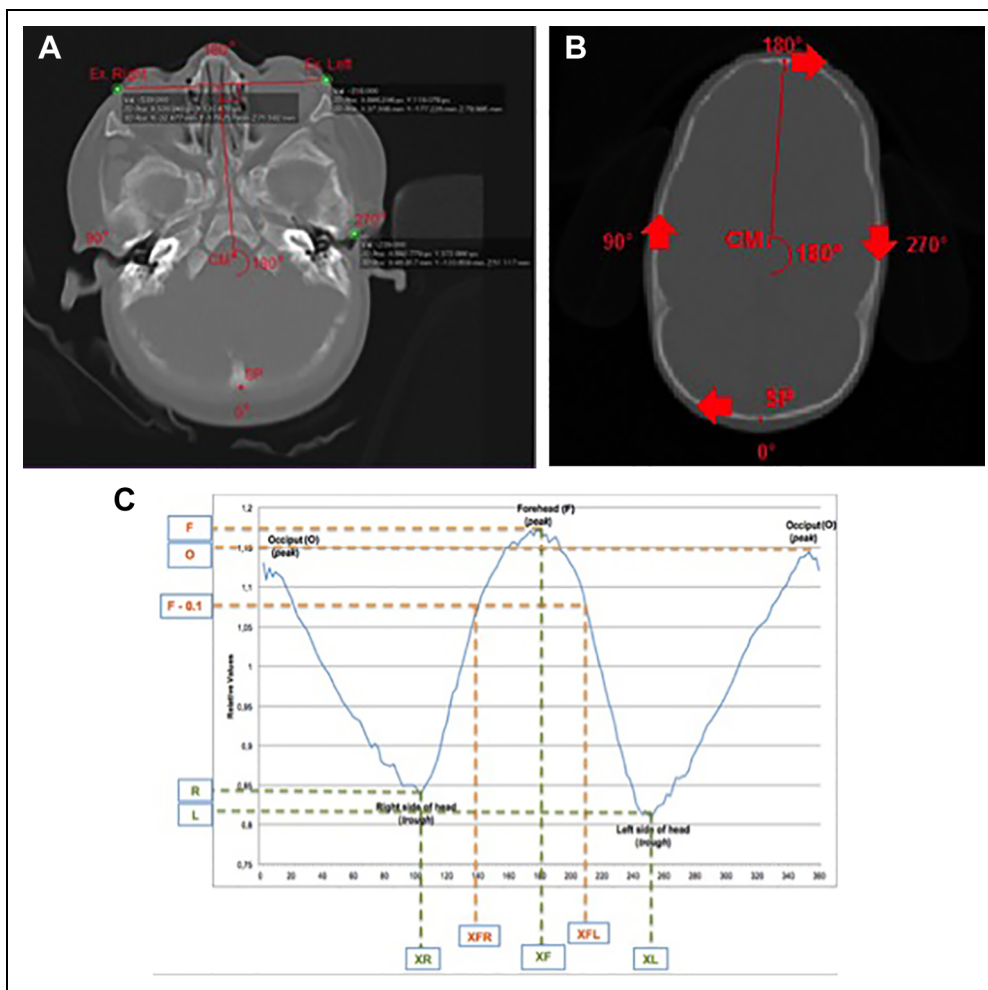 A
180°
Ex. Right
Ex. Left
90°
270°
CM
180°
SP
0°
B
180°
90°
CM
180°
270°
SP
0°
C
F
O
F - 0.1
R
L
1,2
1,15
1,1
1,05
1
0,95
0,9
0,85
0,8
0,75
Relative Values
Occiput (O)
(peak)
Forehead (F)
(peak)
Occiput (O)
(peak)
Right side of head
(trough)
Left side of head
(trough)
0 20 40 60 80 100 120 140 160 180 200 220 240 260 280 300 320 340 360
XFR
XFL
XR
XF
XL